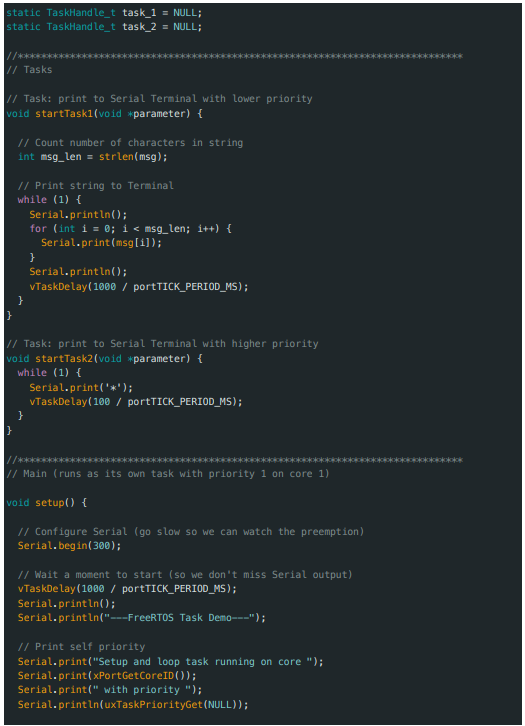 static TaskHandle_t task_1 = NULL;
static TaskHandle_t task_2 = NULL;

//*****************************************************************************
// Tasks

// Task: print to Serial Terminal with lower priority
void startTask1(void *parameter) {

  // Count number of characters in string
  int msg_len = strlen(msg);

  // Print string to Terminal
  while (1) {
    Serial.println();
    for (int i = 0; i < msg_len; i++) {
      Serial.print(msg[i]);
    }
    Serial.println();
    vTaskDelay(1000 / portTICK_PERIOD_MS);
  }
}

// Task: print to Serial Terminal with higher priority
void startTask2(void *parameter) {
  while (1) {
    Serial.print('*');
    vTaskDelay(100 / portTICK_PERIOD_MS);
  }
}

//*****************************************************************************
// Main (runs as its own task with priority 1 on core 1)

void setup() {

  // Configure Serial (go slow so we can watch the preemption)
  Serial.begin(300);

  // Wait a moment to start (so we don't miss Serial output)
  vTaskDelay(1000 / portTICK_PERIOD_MS);
  Serial.println();
  Serial.println("---FreeRTOS Task Demo---");

  // Print self priority
  Serial.print("Setup and loop task running on core ");
  Serial.print(xPortGetCoreID());
  Serial.print(" with priority ");
  Serial.println(uxTaskPriorityGet(NULL));